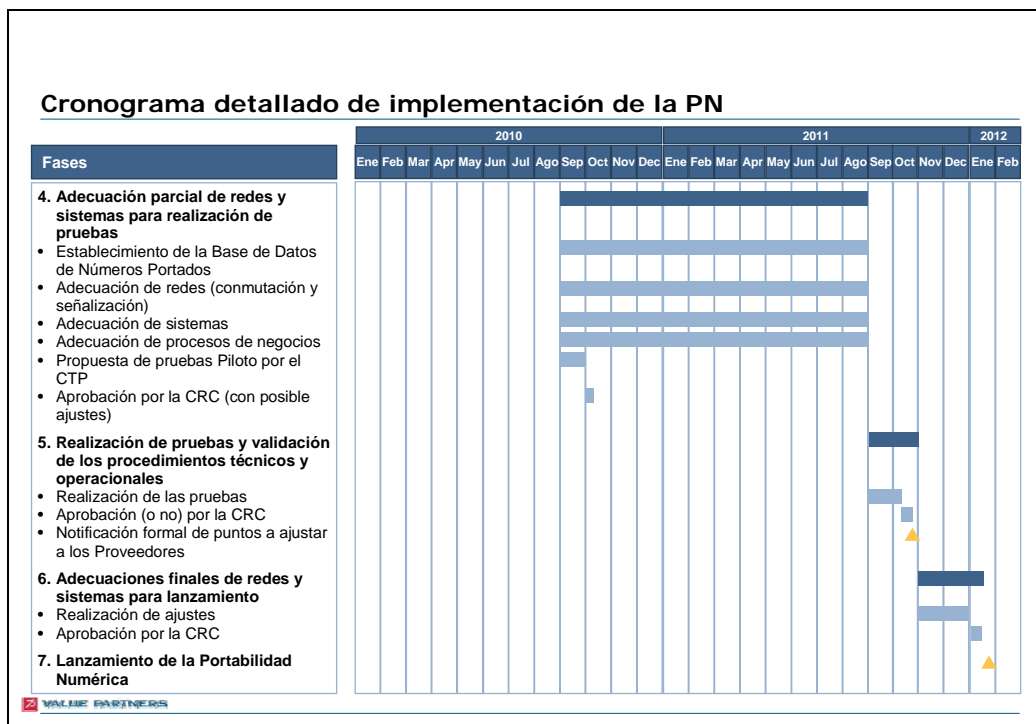 Cronograma detallado de implementación de la PN
2010 2011 2012
Fases
Ene Feb Mar Apr May Jun Jul Ago Sep Oct Nov Dec Ene Feb Mar Apr May Jun Jul Ago Sep Oct Nov Dec Ene Feb
4. Adecuación parcial de redes y
sistemas para realización de
pruebas
• Establecimiento de la Base de Datos
de Números Portados
• Adecuación de redes (conmutación y
señalización)
• Adecuación de sistemas
• Adecuación de procesos de negocios
• Propuesta de pruebas Piloto por el
CTP
• Aprobación por la CRC (con posible
ajustes)
5. Realización de pruebas y validación
de los procedimientos técnicos y
operacionales
• Realización de las pruebas
• Aprobación (o no) por la CRC
• Notificación formal de puntos a ajustar
a los Proveedores
6. Adecuaciones finales de redes y
sistemas para lanzamiento
• Realización de ajustes
• Aprobación por la CRC
7. Lanzamiento de la Portabilidad
Numérica
VALUE PARTNERS